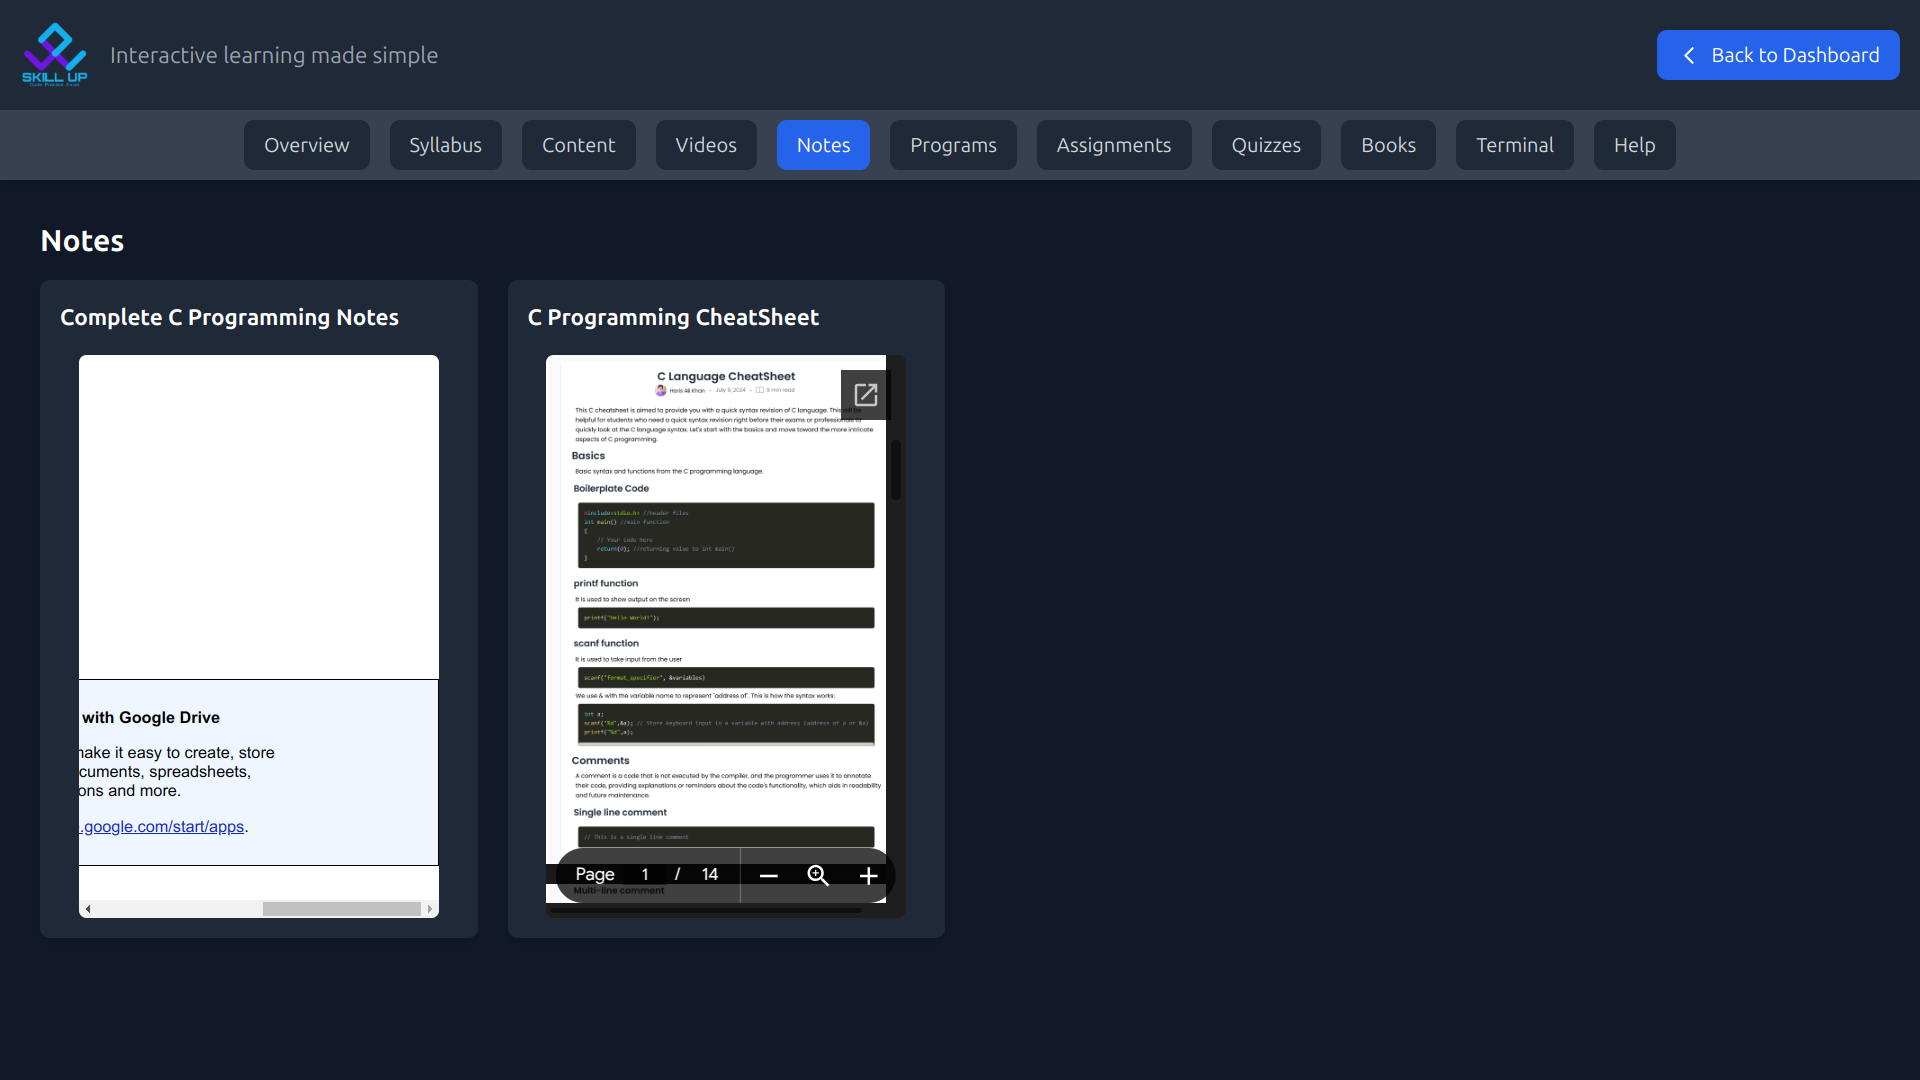 SKILL UP
Code Practice Excel
Interactive learning made simple
Back to Dashboard
Overview
Syllabus
Content
Videos
Notes
Programs
Assignments
Quizzes
Books
Terminal
Help
Notes
Complete C Programming Notes
with Google Drive
make it easy to create, store
cuments, spreadsheets,
ons and more.
.google.com/start/apps.
C Programming CheatSheet
C Language CheatSheet
Haris Ali Khan • July 9, 2024 • 9 min read
This C cheatsheet is aimed to provide you with a quick syntax revision of C language. This will be
helpful for students who need a quick syntax revision right before their exams or professionals to
quickly look at the C language syntax. Let's start with the basics and move toward the more intricate
aspects of C programming.
Basics
Basic syntax and functions from the C programming language.
Boilerplate Code
#include<stdio.h> //header files
int main() //main function
{
// Your code here
return(0); //returning value to int main()
}
printf function
It is used to show output on the screen
printf("Hello World!");
scanf function
It is used to take input from the user
scanf("format_specifier", &variables)
We use & with the variable name to represent "address of". This is how the syntax works:
int a;
scanf("%d",&a); // Store keyboard input in a variable with address (address of a or &a)
printf("%d",a);
Comments
A comment is a code that is not executed by the compiler, and the programmer uses it to annotate
their code, providing explanations or reminders about the code's functionality, which aids in readability
and future maintenance.
Single line comment
// This is a single line comment
Page 1 / 14
Multi-line comment